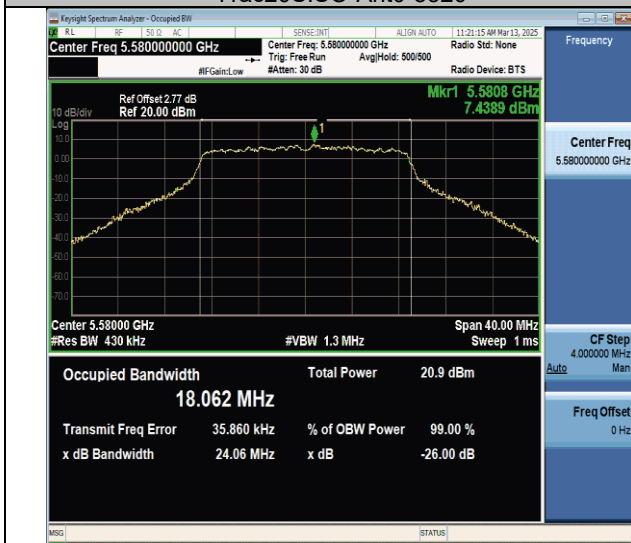 Keysight Spectrum Analyzer - Occupied BW
RL RF 50 Ω AC SENSE:INT ALIGN AUTO 11:21:15 AM Mar 13, 2025
Center Freq 5.580000000 GHz
Center Freq: 5.580000000 GHz
Radio Std: None
Trig: Free Run Avg|Hold: 500/500
#IFGain:Low #Atten: 30 dB Radio Device: BTS
Frequency
Mkr1 5.5808 GHz
7.4389 dBm
Ref Offset 2.77 dB
10 dB/div Ref 20.00 dBm
Log
10.0
0.00
-10.0
-20.0
-30.0
-40.0
-50.0
-60.0
-70.0
1
Center 5.58000 GHz Span 40.00 MHz
#Res BW 430 kHz #VBW 1.3 MHz Sweep 1 ms
Occupied Bandwidth Total Power 20.9 dBm
18.062 MHz
Transmit Freq Error 35.860 kHz % of OBW Power 99.00 %
x dB Bandwidth 24.06 MHz x dB -26.00 dB
Center Freq
5.580000000 GHz
CF Step
4.000000 MHz
Auto Man
Freq Offset
0 Hz
MSG STATUS